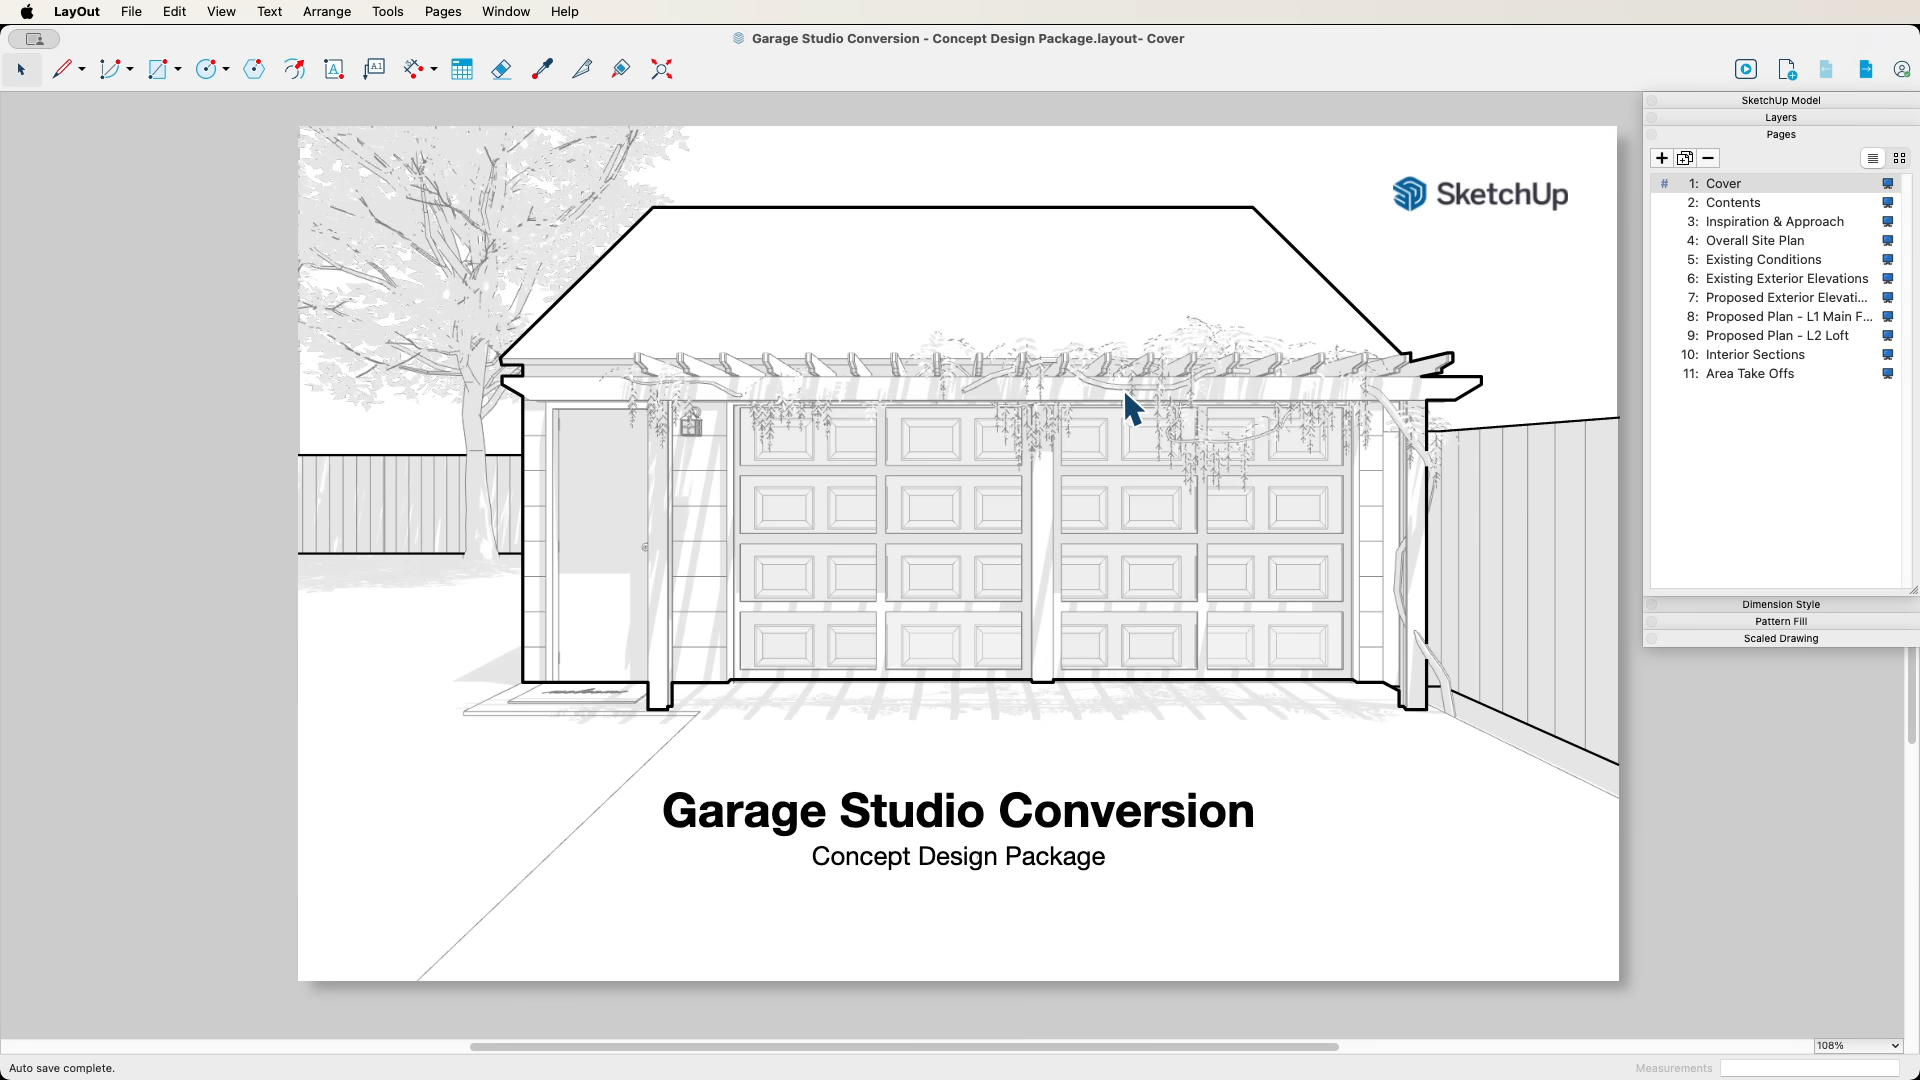 LayOut File Edit View Text Arrange Tools Pages Window Help
Garage Studio Conversion - Concept Design Package.layout- Cover
A
A1
SketchUp Model
Layers
Pages
# 1: Cover
2: Contents
3: Inspiration & Approach
4: Overall Site Plan
5: Existing Conditions
6: Existing Exterior Elevations
7: Proposed Exterior Elevati...
8: Proposed Plan - L1 Main F...
9: Proposed Plan - L2 Loft
10: Interior Sections
11: Area Take Offs
Dimension Style
Pattern Fill
Scaled Drawing
SketchUp
Garage Studio Conversion
Concept Design Package
108%
Auto save complete.
Measurements